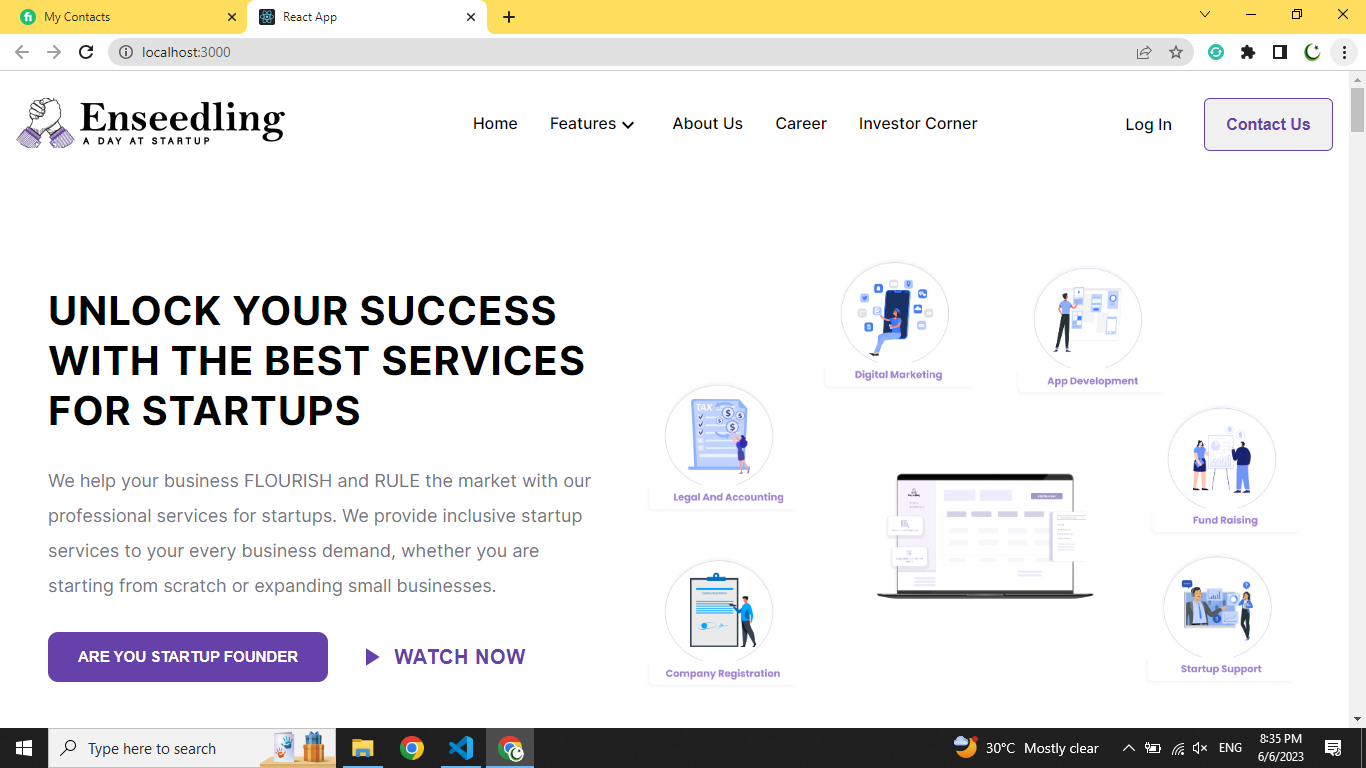 My Contacts
React App
localhost:3000
Enseedling
A DAY AT STARTUP
Home
Features
About Us
Career
Investor Corner
Log In
Contact Us
UNLOCK YOUR SUCCESS
WITH THE BEST SERVICES
FOR STARTUPS
We help your business FLOURISH and RULE the market with our
professional services for startups. We provide inclusive startup
services to your every business demand, whether you are
starting from scratch or expanding small businesses.
ARE YOU STARTUP FOUNDER
WATCH NOW
Digital Marketing
App Development
TAX
Legal And Accounting
Fund Raising
Company Registration
Startup Support
Type here to search
30°C Mostly clear
ENG
8:35 PM
6/6/2023